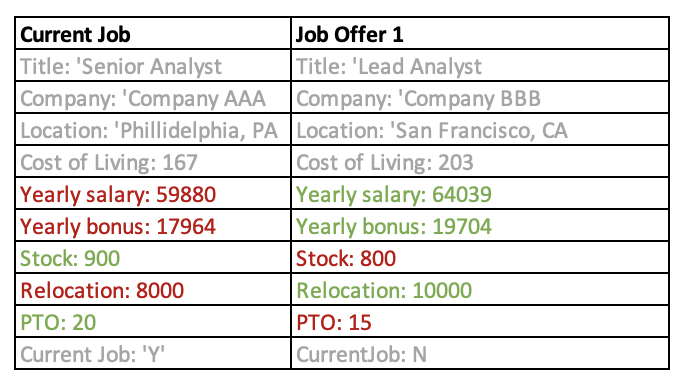 Current Job
Job Offer 1
Title: 'Senior Analyst
Title: 'Lead Analyst
Company: 'Company AAA
Company: 'Company BBB
Location: 'Phillidelphia, PA
Location: 'San Francisco, CA
Cost of Living: 167
Cost of Living: 203
Yearly salary: 59880
Yearly salary: 64039
Yearly bonus: 17964
Yearly bonus: 19704
Stock: 900
Stock: 800
Relocation: 8000
Relocation: 10000
PTO: 20
PTO: 15
Current Job: 'Y'
CurrentJob: N